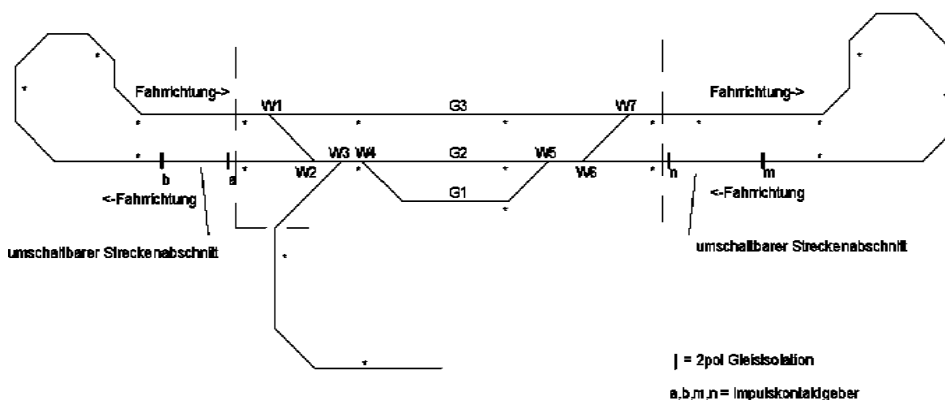 Fahrrichtung-> Fahrrichtung->
W1 G3 W7
W2 W3 W4 G2 W5 W6
b a n m
<-Fahrrichtung G1 <-Fahrrichtung
umschaltbarer Streckenabschnitt umschaltbarer Streckenabschnitt
| = 2pol Gleisisolation
a,b,m,n = Impulskontaktgeber